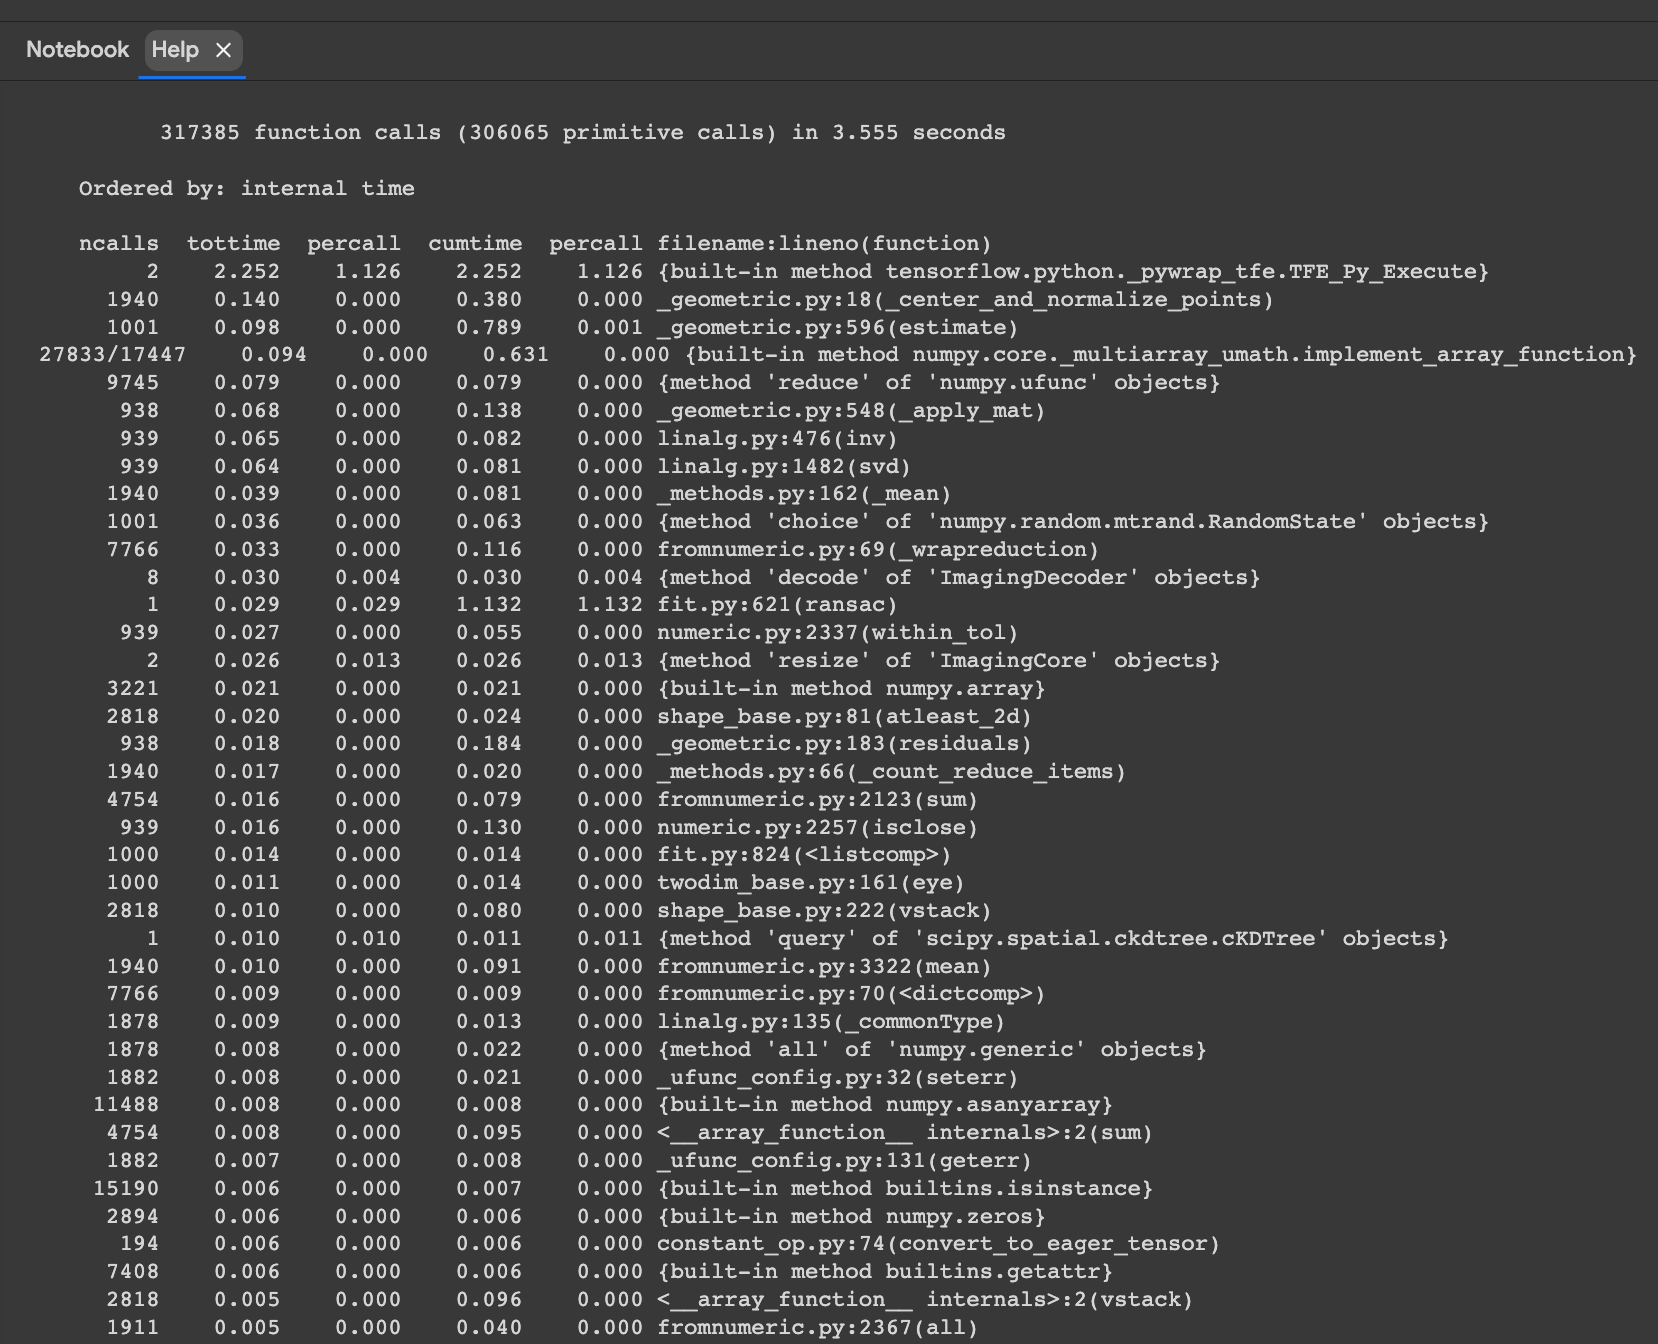 Notebook Help ×
317385 function calls (306065 primitive calls) in 3.555 seconds
Ordered by: internal time
ncalls tottime percall cumtime percall filename:lineno(function)
2 2.252 1.126 2.252 1.126 {built-in method tensorflow.python._pywrap_tfe.TFE_Py_Execute}
1940 0.140 0.000 0.380 0.000 _geometric.py:18(_center_and_normalize_points)
1001 0.098 0.000 0.789 0.001 _geometric.py:596(estimate)
27833/17447 0.094 0.000 0.631 0.000 {built-in method numpy.core._multiarray_umath.implement_array_function}
9745 0.079 0.000 0.079 0.000 {method 'reduce' of 'numpy.ufunc' objects}
938 0.068 0.000 0.138 0.000 _geometric.py:548(_apply_mat)
939 0.065 0.000 0.082 0.000 linalg.py:476(inv)
939 0.064 0.000 0.081 0.000 linalg.py:1482(svd)
1940 0.039 0.000 0.081 0.000 _methods.py:162(_mean)
1001 0.036 0.000 0.063 0.000 {method 'choice' of 'numpy.random.mtrand.RandomState' objects}
7766 0.033 0.000 0.116 0.000 fromnumeric.py:69(_wrapreduction)
8 0.030 0.004 0.030 0.004 {method 'decode' of 'ImagingDecoder' objects}
1 0.029 0.029 1.132 1.132 fit.py:621(ransac)
939 0.027 0.000 0.055 0.000 numeric.py:2337(within_tol)
2 0.026 0.013 0.026 0.013 {method 'resize' of 'ImagingCore' objects}
3221 0.021 0.000 0.021 0.000 {built-in method numpy.array}
2818 0.020 0.000 0.024 0.000 shape_base.py:81(atleast_2d)
938 0.018 0.000 0.184 0.000 _geometric.py:183(residuals)
1940 0.017 0.000 0.020 0.000 _methods.py:66(_count_reduce_items)
4754 0.016 0.000 0.079 0.000 fromnumeric.py:2123(sum)
939 0.016 0.000 0.130 0.000 numeric.py:2257(isclose)
1000 0.014 0.000 0.014 0.000 fit.py:824(<listcomp>)
1000 0.011 0.000 0.014 0.000 twodim_base.py:161(eye)
2818 0.010 0.000 0.080 0.000 shape_base.py:222(vstack)
1 0.010 0.010 0.011 0.011 {method 'query' of 'scipy.spatial.ckdtree.cKDTree' objects}
1940 0.010 0.000 0.091 0.000 fromnumeric.py:3322(mean)
7766 0.009 0.000 0.009 0.000 fromnumeric.py:70(<dictcomp>)
1878 0.009 0.000 0.013 0.000 linalg.py:135(_commonType)
1878 0.008 0.000 0.022 0.000 {method 'all' of 'numpy.generic' objects}
1882 0.008 0.000 0.021 0.000 _ufunc_config.py:32(seterr)
11488 0.008 0.000 0.008 0.000 {built-in method numpy.asanyarray}
4754 0.008 0.000 0.095 0.000 <__array_function__ internals>:2(sum)
1882 0.007 0.000 0.008 0.000 _ufunc_config.py:131(geterr)
15190 0.006 0.000 0.007 0.000 {built-in method builtins.isinstance}
2894 0.006 0.000 0.006 0.000 {built-in method numpy.zeros}
194 0.006 0.000 0.006 0.000 constant_op.py:74(convert_to_eager_tensor)
7408 0.006 0.000 0.006 0.000 {built-in method builtins.getattr}
2818 0.005 0.000 0.096 0.000 <__array_function__ internals>:2(vstack)
1911 0.005 0.000 0.040 0.000 fromnumeric.py:2367(all)